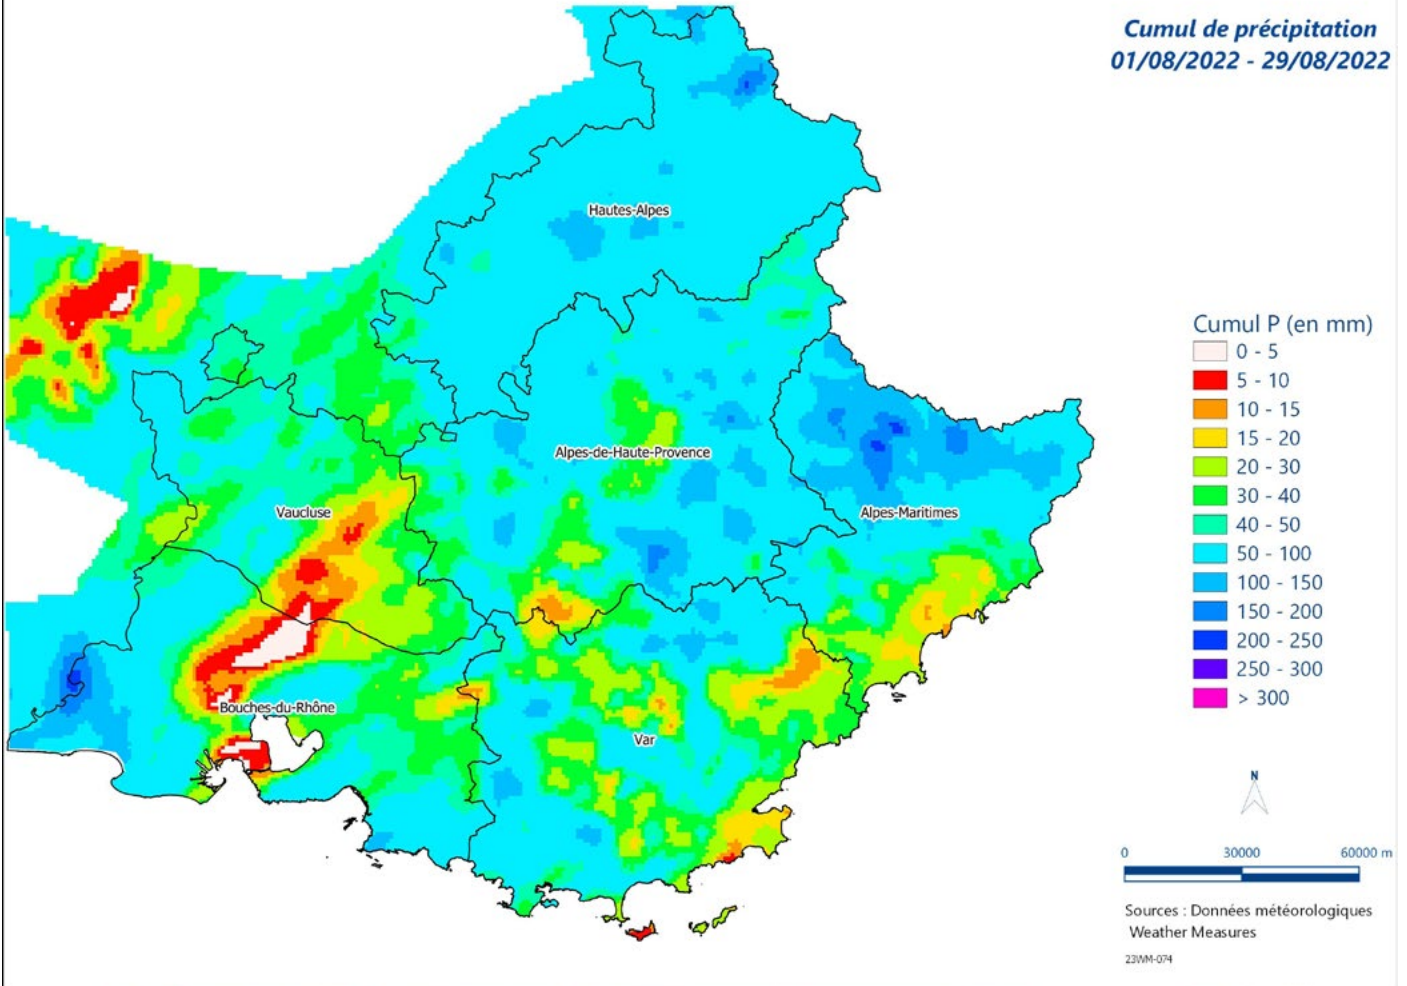 Cumul de précipitation
01/08/2022 - 29/08/2022
Hautes-Alpes
Alpes-de-Haute-Provence
Vaucluse
Alpes-Maritimes
Bouches-du-Rhône
Var
Cumul P (en mm)
0 - 5
5 - 10
10 - 15
15 - 20
20 - 30
30 - 40
40 - 50
50 - 100
100 - 150
150 - 200
200 - 250
250 - 300
> 300
N
0 30000 60000 m
Sources : Données météorologiques
Weather Measures
23WM-074